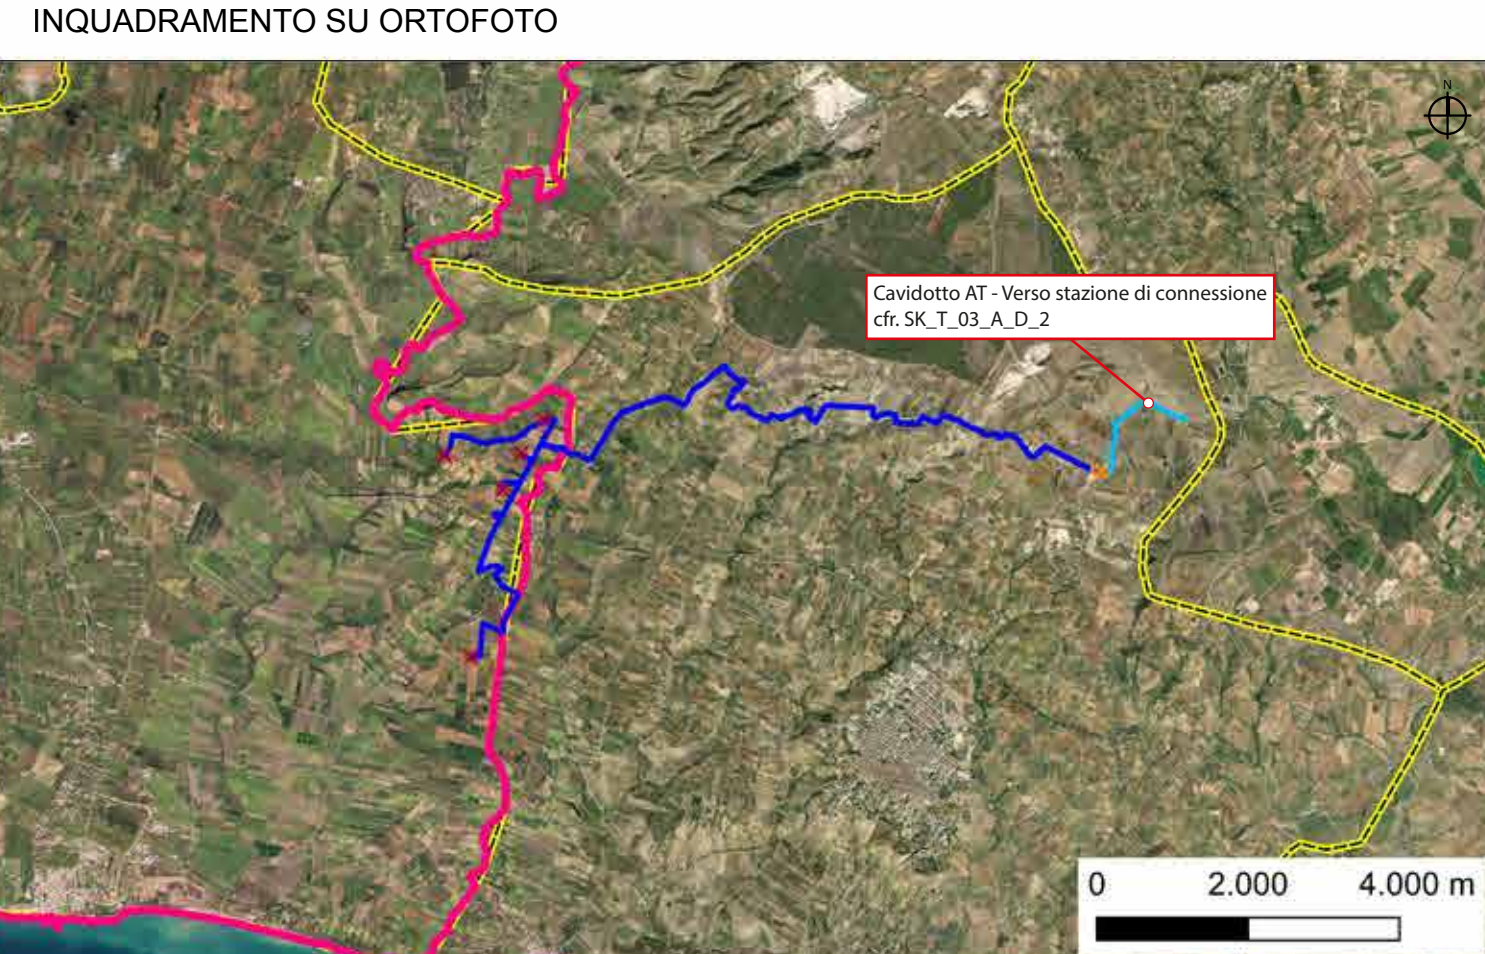 INQUADRAMENTO SU ORTOFOTO
N
Cavidotto AT - Verso stazione di connessione
cfr. SK_T_03_A_D_2
0 2.000 4.000 m